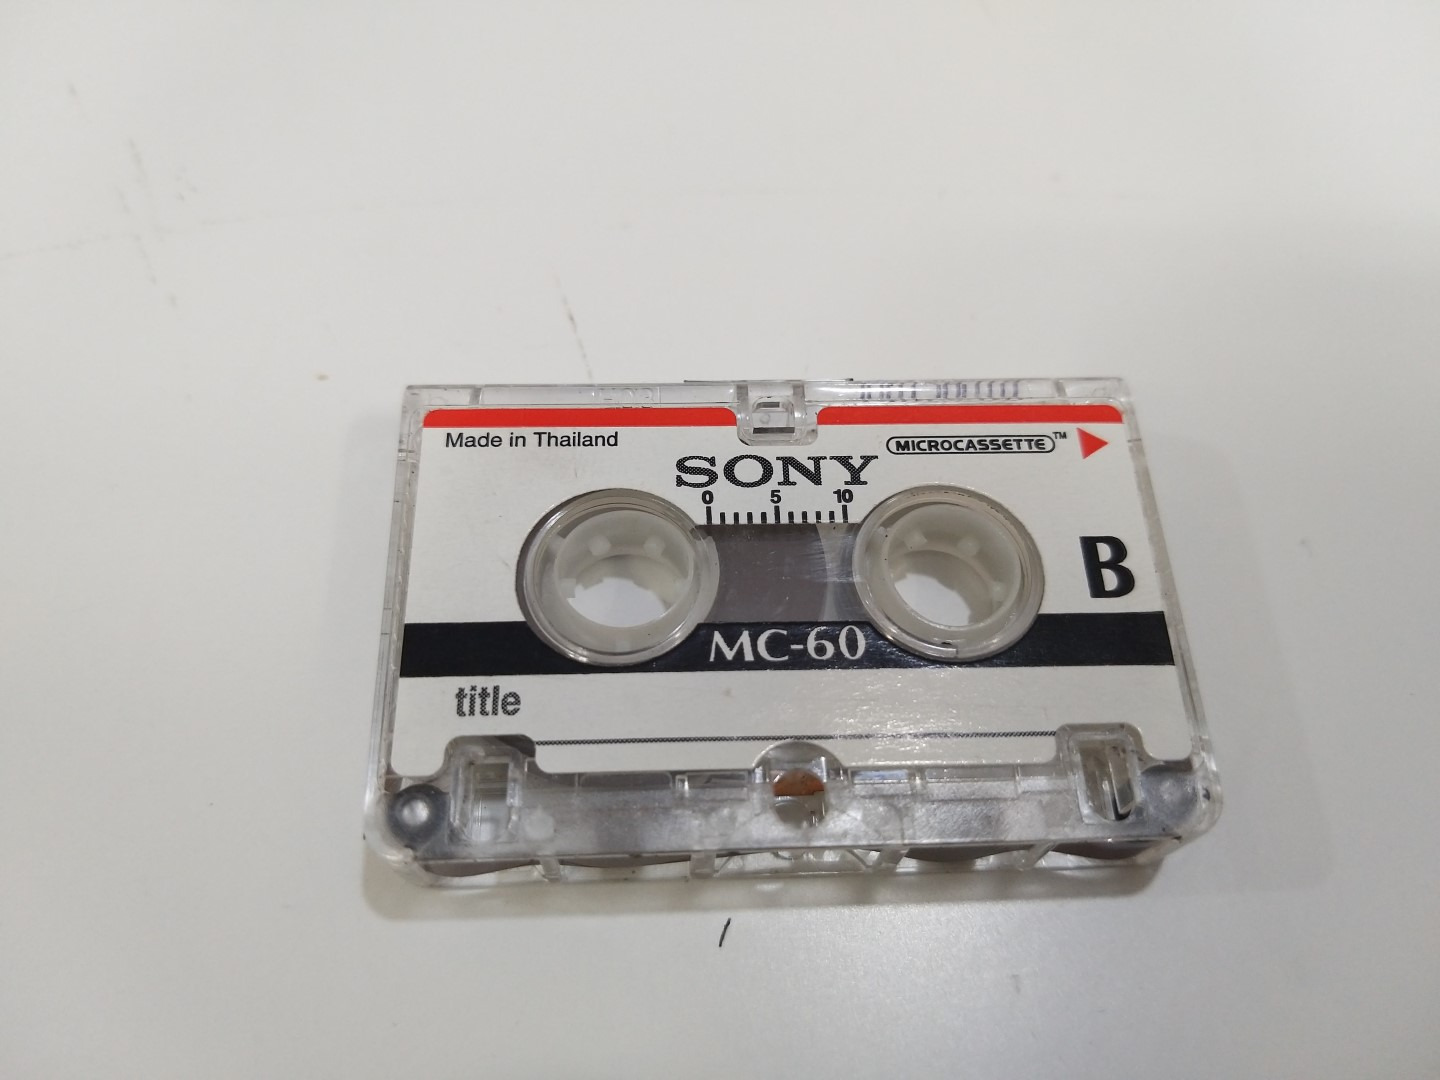 Made in Thailand
MICROCASSETTE™
SONY
0 5 10
B
MC-60
title